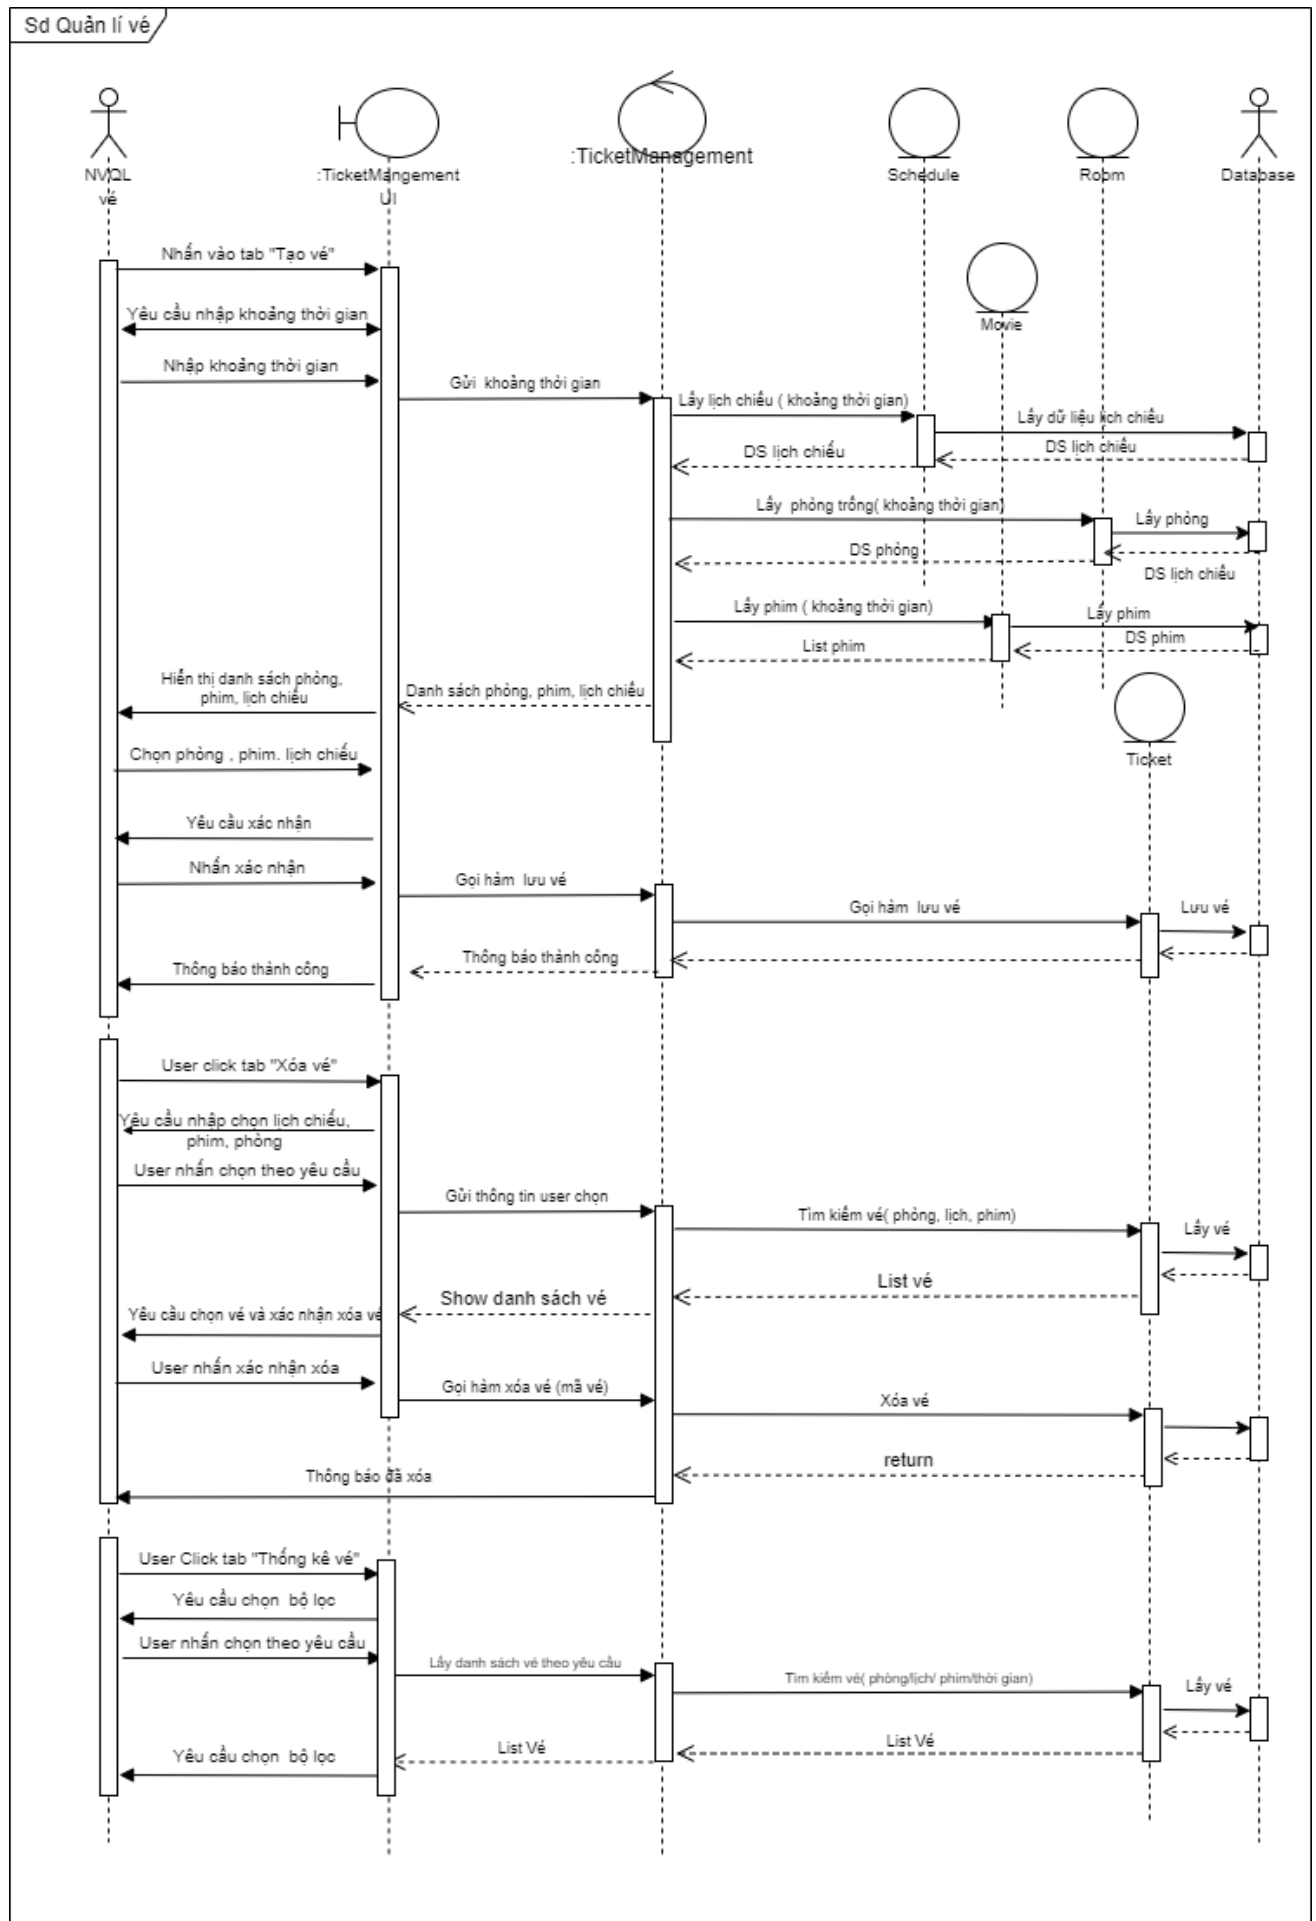 Sd Quản lí vé
NVQL
vé
:TicketMangement
UI
:TicketManagement
Schedule
Room
Database
Nhấn vào tab "Tạo vé"
Movie
Yêu cầu nhập khoảng thời gian
Nhập khoảng thời gian
Gửi khoảng thời gian
Lấy lịch chiếu ( khoảng thời gian)
Lấy dữ liệu lịch chiếu
DS lịch chiếu
DS lịch chiếu
Lấy phòng trống( khoảng thời gian)
Lấy phòng
DS phòng
DS lịch chiếu
Lấy phim ( khoảng thời gian)
Lấy phim
List phim
DS phim
Hiển thị danh sách phòng,
phim, lịch chiếu
Danh sách phòng, phim, lịch chiếu
Chọn phòng , phim. lịch chiếu
Ticket
Yêu cầu xác nhận
Nhấn xác nhận
Gọi hàm lưu vé
Gọi hàm lưu vé
Lưu vé
Thông báo thành công
Thông báo thành công
User click tab "Xóa vé"
Yêu cầu nhập chọn lịch chiếu,
phim, phòng
User nhấn chọn theo yêu cầu
Gửi thông tin user chọn
Tìm kiếm vé( phòng, lịch, phim)
Lấy vé
List vé
Show danh sách vé
Yêu cầu chọn vé và xác nhận xóa vé
User nhấn xác nhận xóa
Gọi hàm xóa vé (mã vé)
Xóa vé
return
Thông báo đã xóa
User Click tab "Thống kê vé"
Yêu cầu chọn bộ lọc
User nhấn chọn theo yêu cầu
Lấy danh sách vé theo yêu cầu
Tìm kiếm vé( phòng/lịch/ phim/thời gian)
Lấy vé
List Vé
List Vé
Yêu cầu chọn bộ lọc